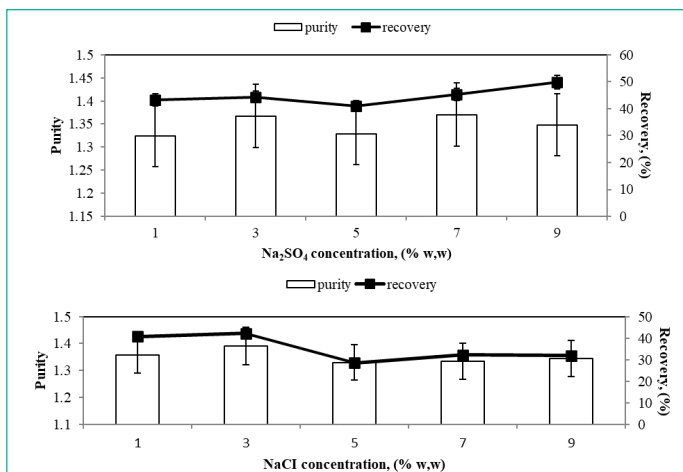 purity recovery
1.5 60
1.45 50
1.4 40
1.35 30
1.3
1.25 20
1.2 10
1.15 0
Purity
Recovery, (%)
1 3 5 7 9
Na₂SO₄ concentration, (% w,w)
purity recovery
1.5 50
1.4 40
1.3 30
1.2 20
10
1.1 0
Purity
Recovery, (%)
1 3 5 7 9
NaCI concentration, (% w,w)